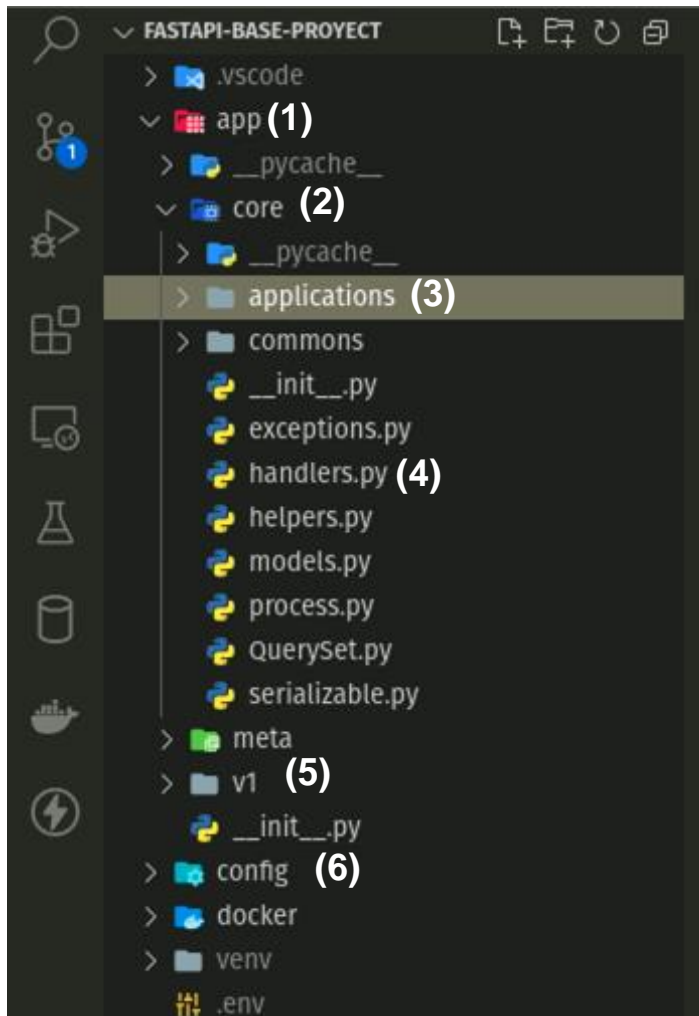 FASTAPI-BASE-PROYECT
.vscode
app (1)
__pycache__
1
core (2)
__pycache__
applications (3)
commons
__init__.py
exceptions.py
handlers.py (4)
helpers.py
models.py
process.py
QuerySet.py
serializable.py
meta
v1 (5)
__init__.py
config (6)
docker
venv
.env